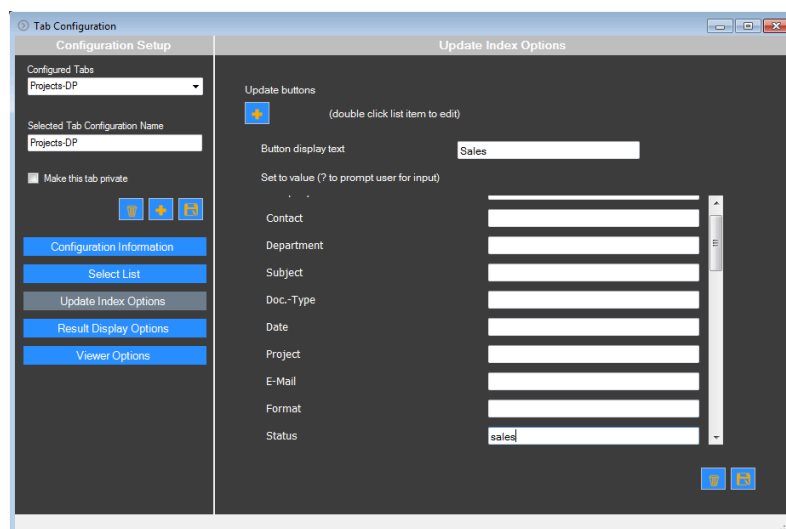 Tab Configuration
Configuration Setup
Update Index Options
Configured Tabs
Projects-DP
Selected Tab Configuration Name
Projects-DP
Make this tab private
Configuration Information
Select List
Update Index Options
Result Display Options
Viewer Options
Update buttons
(double click list item to edit)
Button display text
Sales
Set to value (? to prompt user for input)
Contact
Department
Subject
Doc.-Type
Date
Project
E-Mail
Format
Status
sales